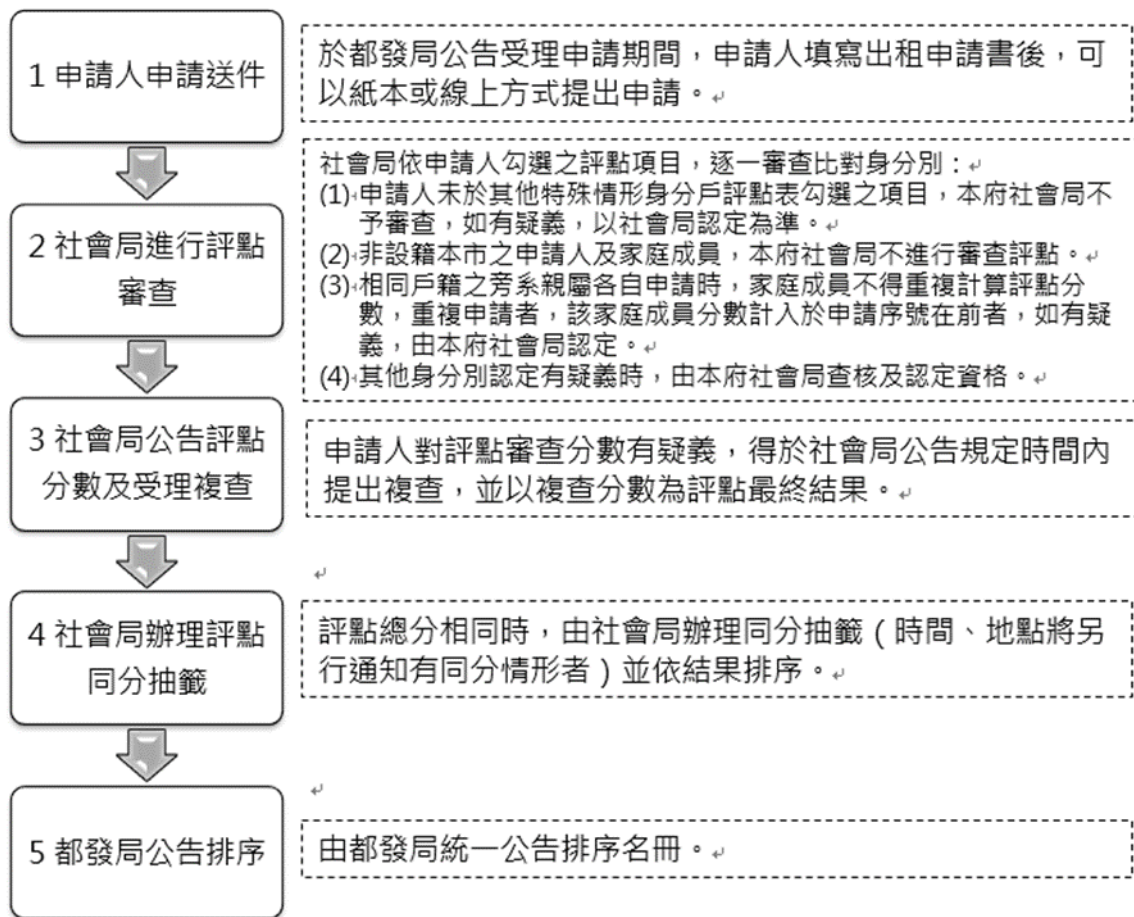 1 申請人申請送件
於都發局公告受理申請期間，申請人填寫出租申請書後，可
以紙本或線上方式提出申請。
2 社會局進行評點
審查
社會局依申請人勾選之評點項目，逐一審查比對身分別：
(1)申請人未於其他特殊情形身分戶評點表勾選之項目，本府社會局不
予審查，如有疑義，以社會局認定為準。
(2)非設籍本市之申請人及家庭成員，本府社會局不進行審查評點。
(3)相同戶籍之旁系親屬各自申請時，家庭成員不得重複計算評點分
數，重複申請者，該家庭成員分數計入於申請序號在前者，如有疑
義，由本府社會局認定。
(4)其他身分別認定有疑義時，由本府社會局查核及認定資格。
3 社會局公告評點
分數及受理複查
申請人對評點審查分數有疑義，得於社會局公告規定時間內
提出複查，並以複查分數為評點最終結果。
4 社會局辦理評點
同分抽籤
評點總分相同時，由社會局辦理同分抽籤（時間、地點將另
行通知有同分情形者）並依結果排序。
5 都發局公告排序
由都發局統一公告排序名冊。